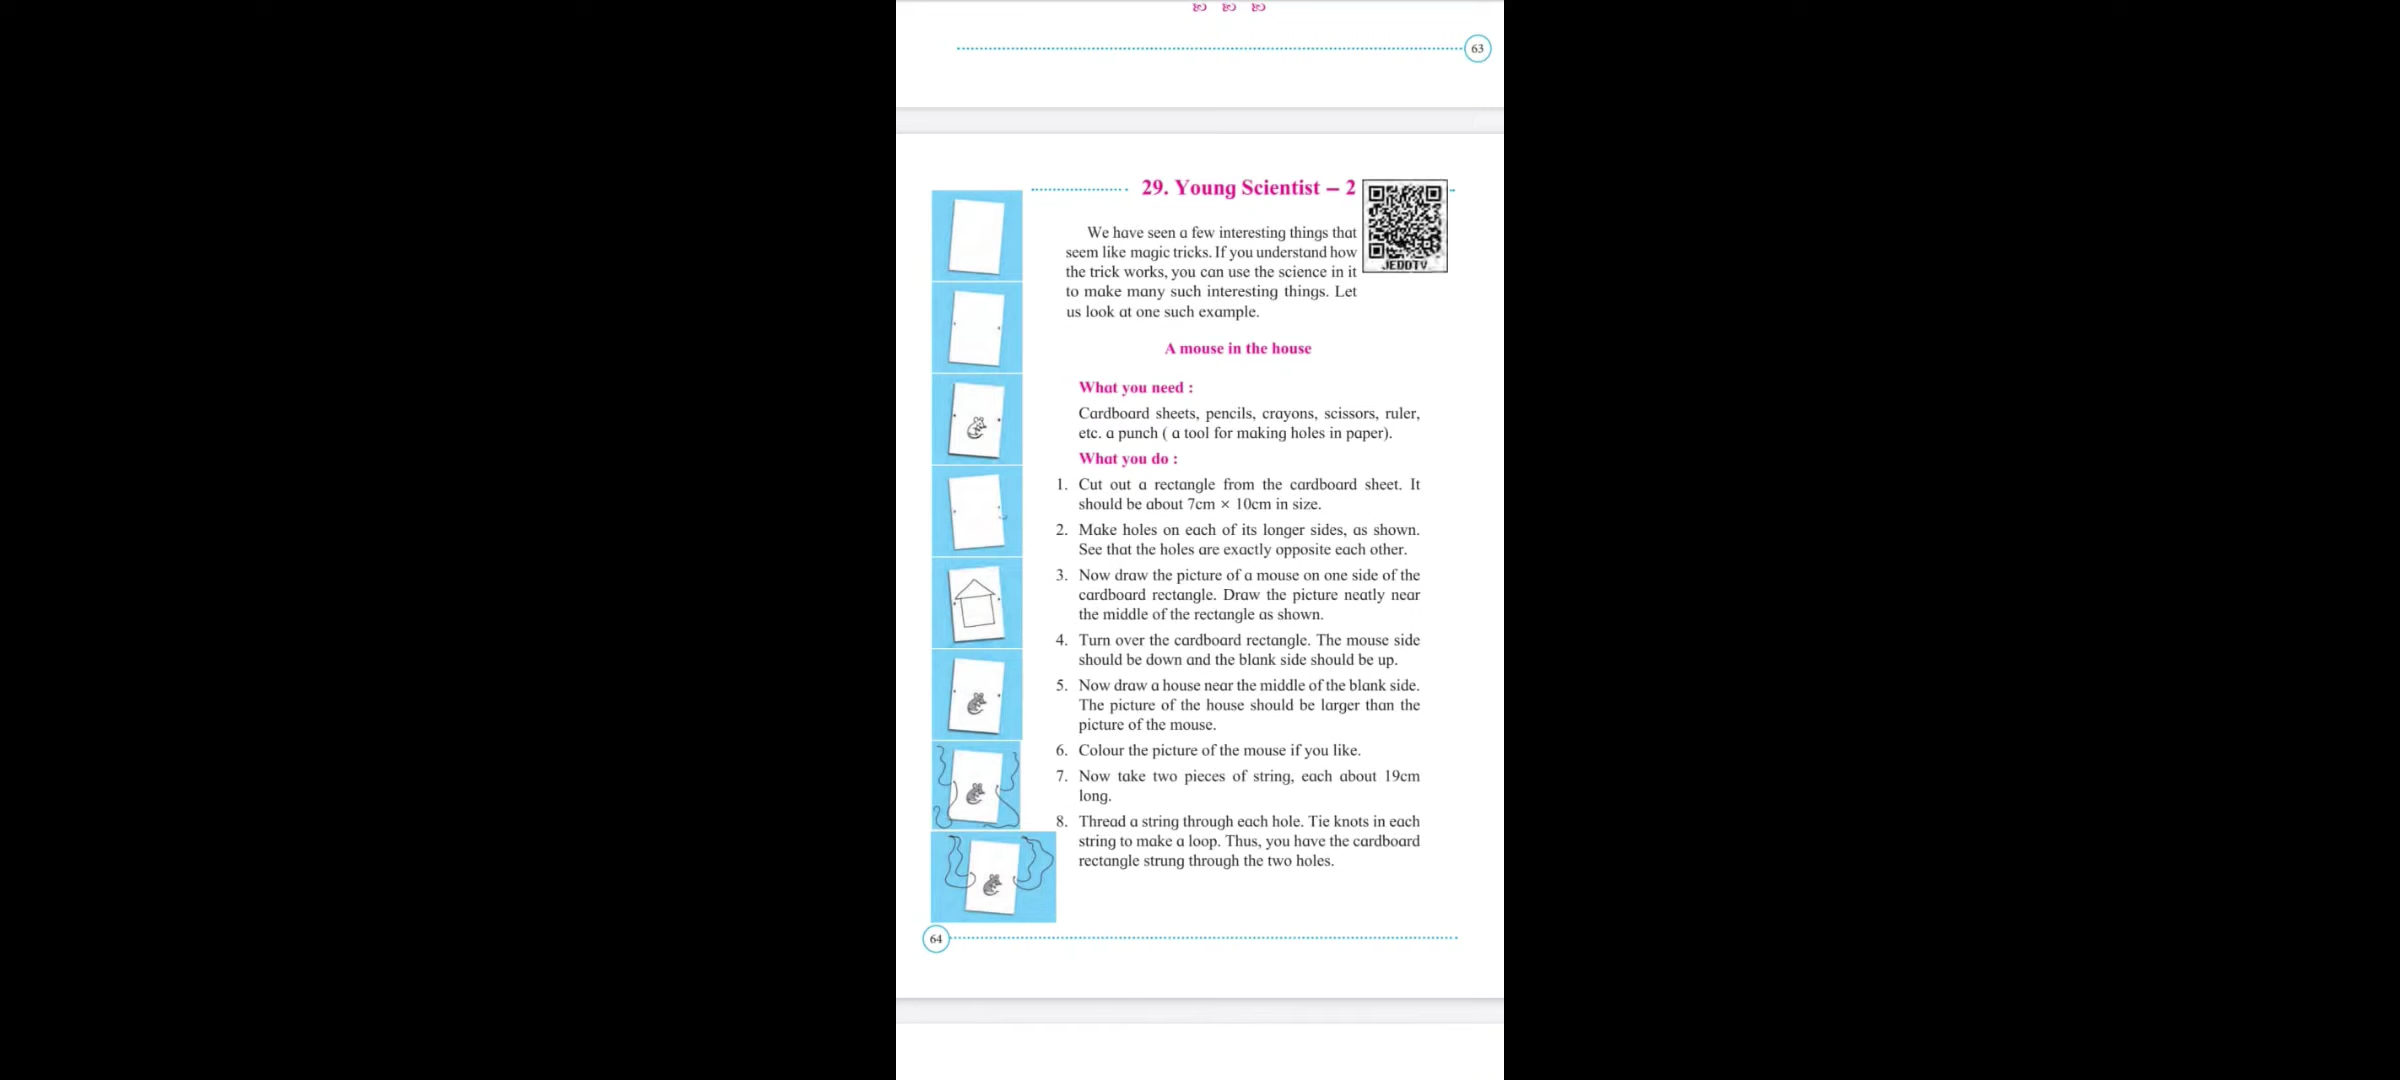 63
29. Young Scientist – 2
JEDDTV
We have seen a few interesting things that
seem like magic tricks. If you understand how
the trick works, you can use the science in it
to make many such interesting things. Let
us look at one such example.
A mouse in the house
What you need :
Cardboard sheets, pencils, crayons, scissors, ruler,
etc. a punch ( a tool for making holes in paper).
What you do :
1. Cut out a rectangle from the cardboard sheet. It
should be about 7cm × 10cm in size.
2. Make holes on each of its longer sides, as shown.
See that the holes are exactly opposite each other.
3. Now draw the picture of a mouse on one side of the
cardboard rectangle. Draw the picture neatly near
the middle of the rectangle as shown.
4. Turn over the cardboard rectangle. The mouse side
should be down and the blank side should be up.
5. Now draw a house near the middle of the blank side.
The picture of the house should be larger than the
picture of the mouse.
6. Colour the picture of the mouse if you like.
7. Now take two pieces of string, each about 19cm
long.
8. Thread a string through each hole. Tie knots in each
string to make a loop. Thus, you have the cardboard
rectangle strung through the two holes.
64